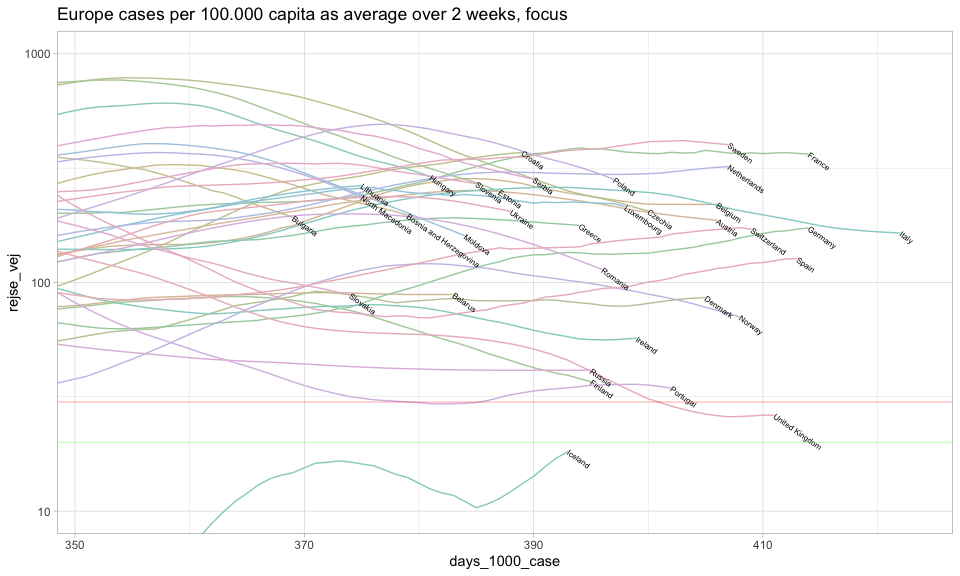 Europe cases per 100.000 capita as average over 2 weeks, focus
1000
100
10
rejse_vej
350
370
390
410
days_1000_case
Sweden
France
Croatia
Netherlands
Poland
Hungary
Serbia
Lithuania
Slovenia
Estonia
North Macedonia
Ukraine
Luxembourg
Czechia
Belgium
Bulgaria
Bosnia and Herzegovina
Greece
Austria
Switzerland
Germany
Italy
Moldova
Spain
Romania
Slovakia
Belarus
Denmark
Norway
Ireland
Russia
Finland
Portugal
United Kingdom
Iceland